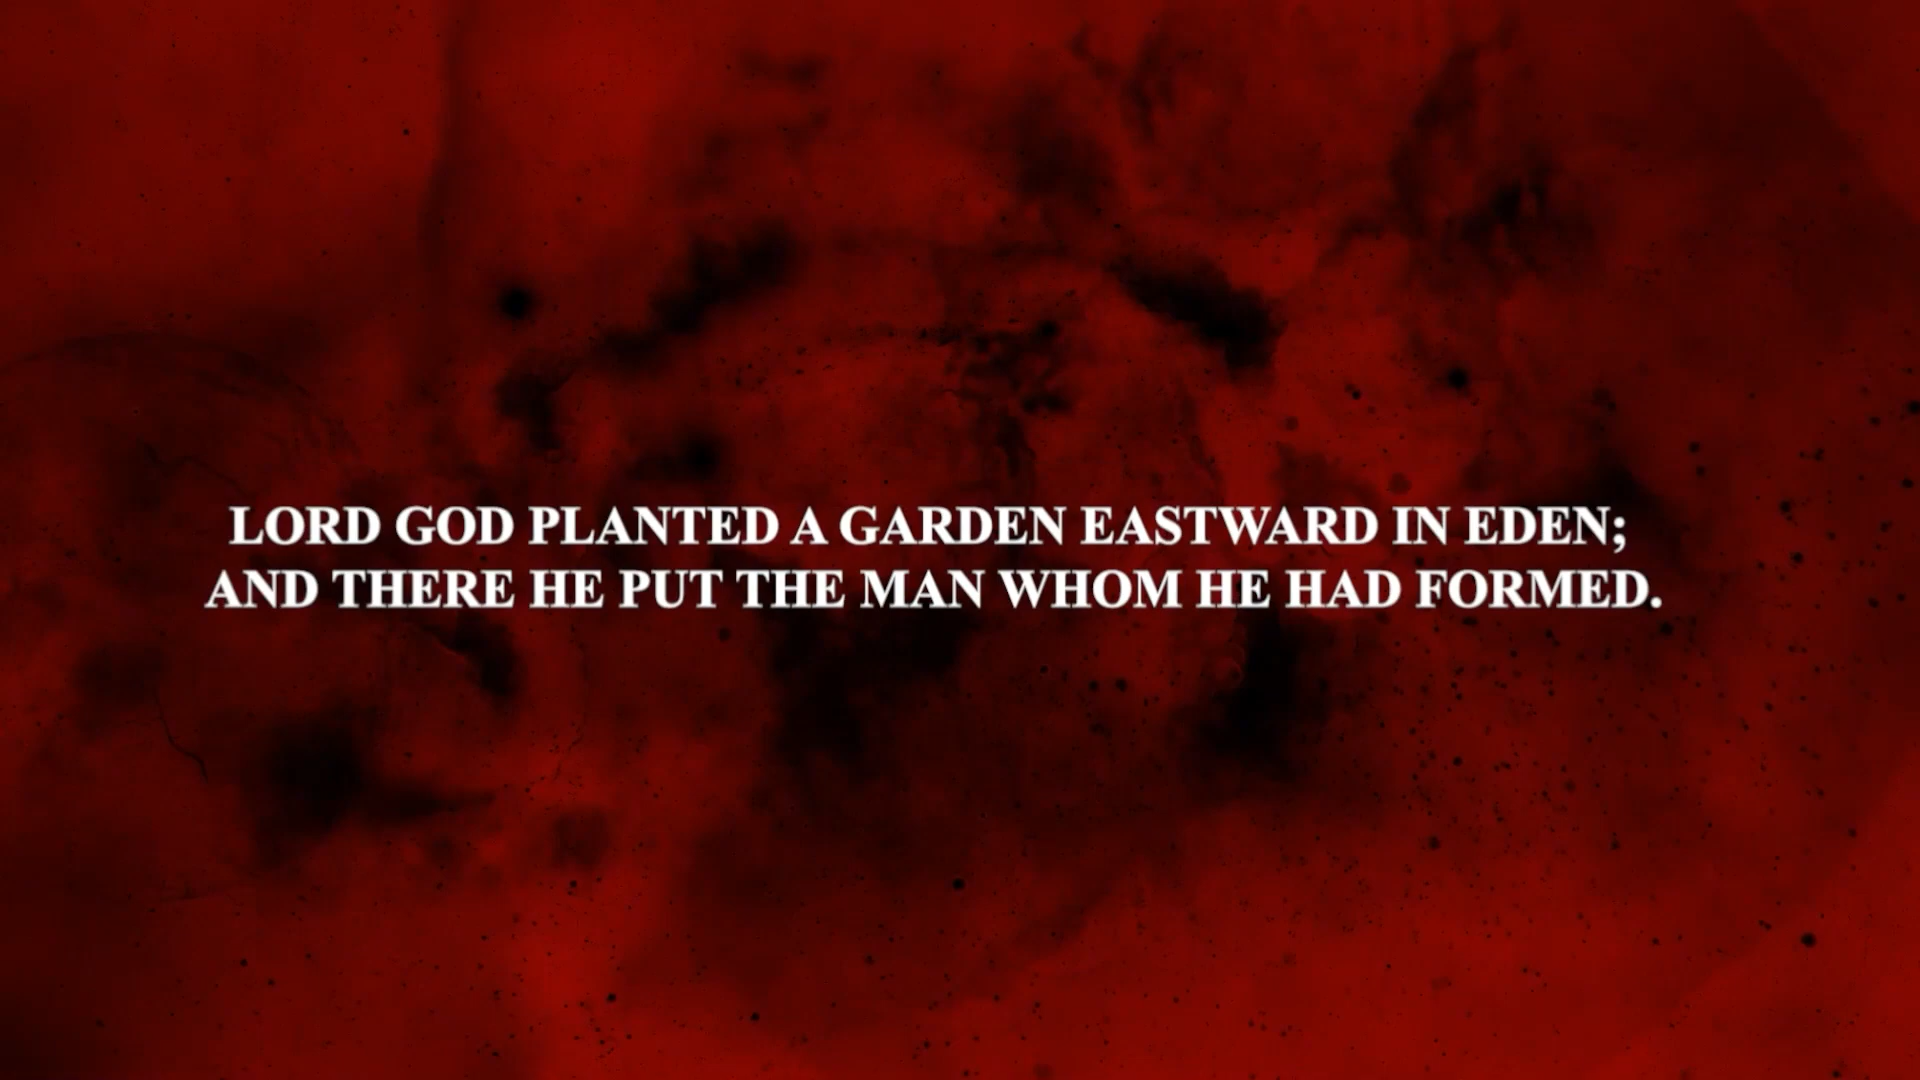 LORD GOD PLANTED A GARDEN EASTWARD IN EDEN;
AND THERE HE PUT THE MAN WHOM HE HAD FORMED.